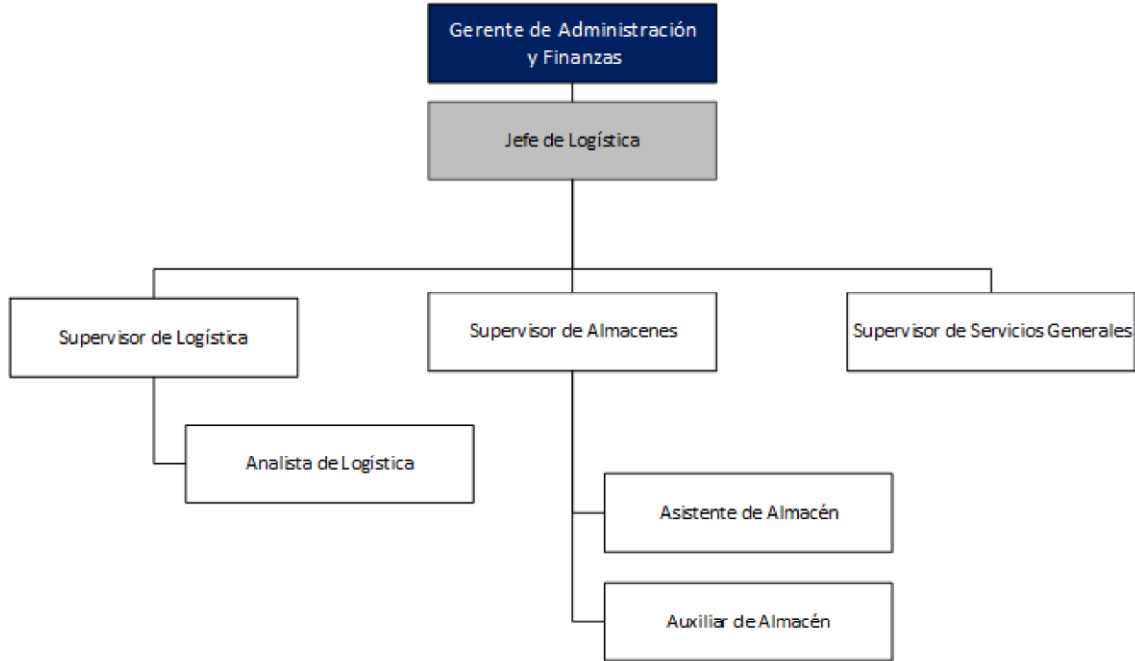 Gerente de Administración
y Finanzas
Jefe de Logística
Supervisor de Logística
Supervisor de Almacenes
Supervisor de Servicios Generales
Analista de Logística
Asistente de Almacén
Auxiliar de Almacén